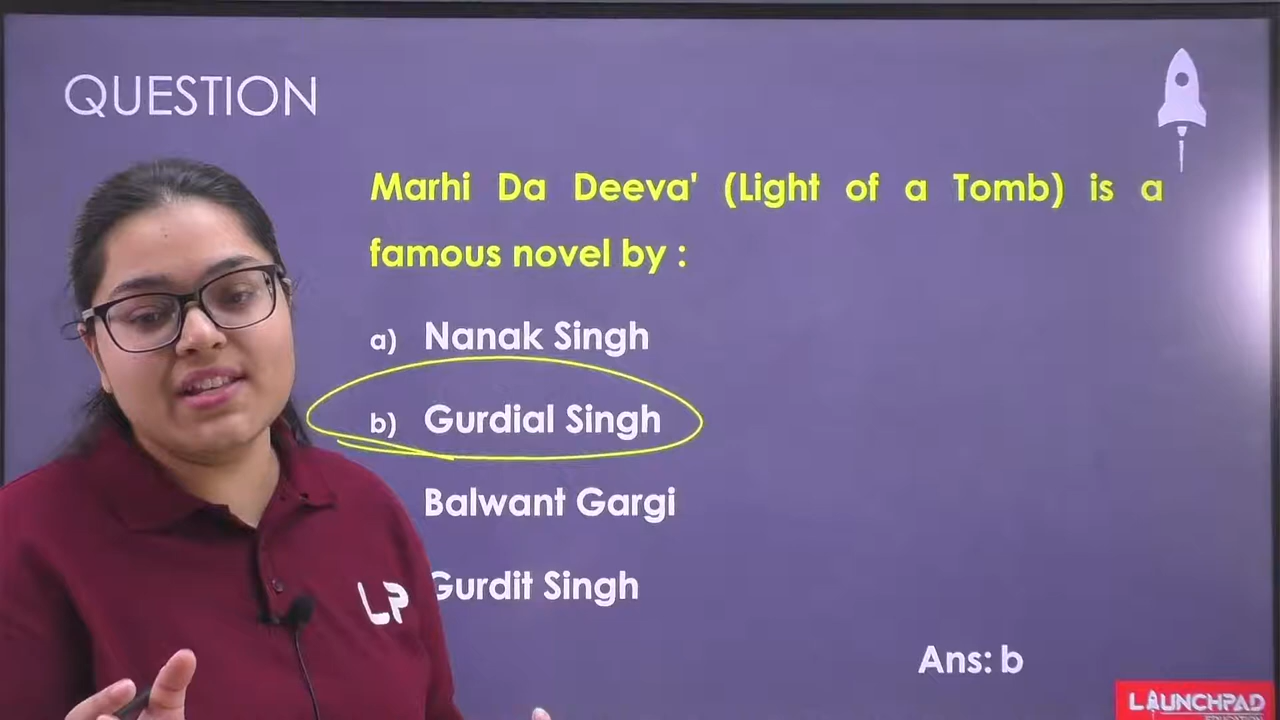 QUESTION
Marhi Da Deeva' (Light of a Tomb) is a
famous novel by :
a) Nanak Singh
b) Gurdial Singh
Balwant Gargi
Gurdit Singh
Ans: b
LP
LAUNCHPAD
EDUCATION